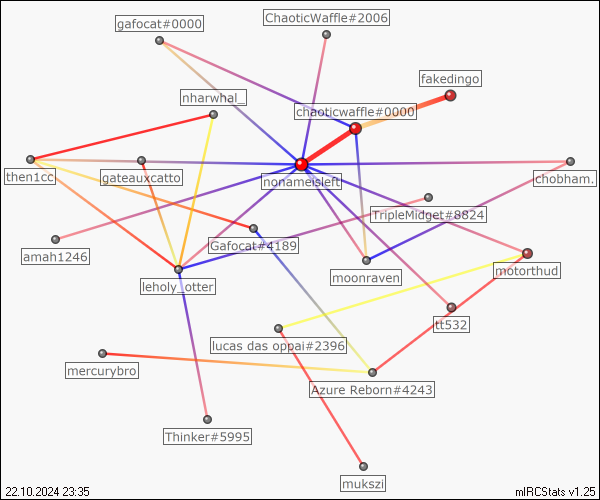 ChaoticWaffle#2006
gafocat#0000
fakedingo
nharwhal_
chaoticwaffle#0000
then1cc
gateauxcatto
nonameisleft
chobham.
TripleMidget#8824
Gafocat#4189
amah1246
moonraven
motorthud
leholy_otter
tt532
lucas das oppai#2396
mercurybro
Azure Reborn#4243
Thinker#5995
mukszi
22.10.2024 23:35
mIRCStats v1.25